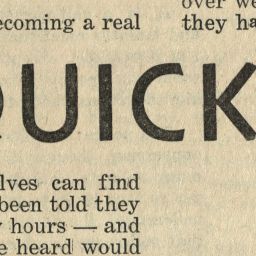 over we
ecoming a real
they ha
QUICK
lves can find
been told they
hours — and
e heard would